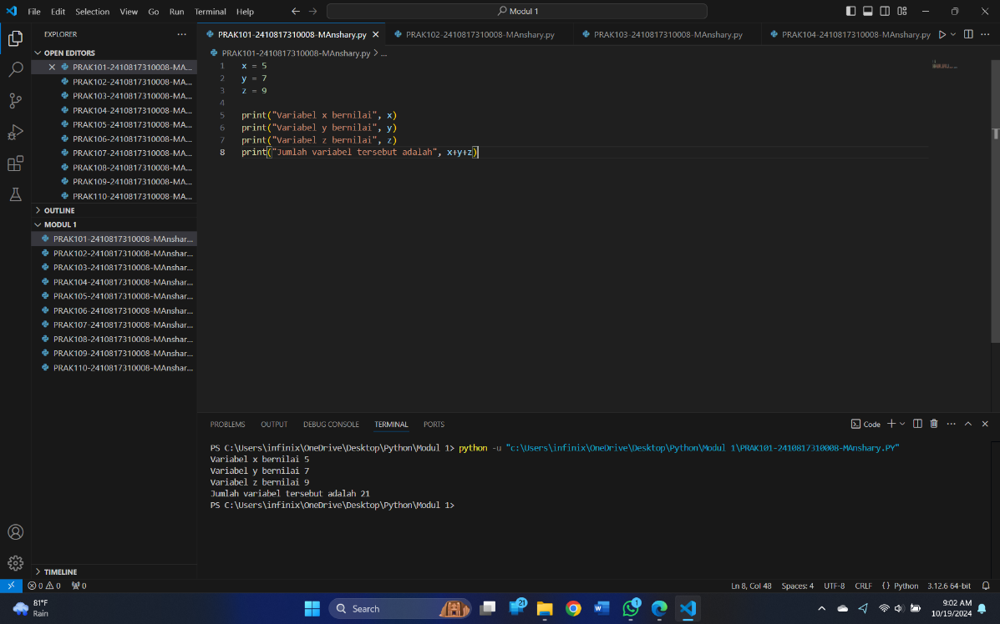 File Edit Selection View Go Run Terminal Help
Modul 1
EXPLORER
OPEN EDITORS
PRAK101-2410817310008-MA...
PRAK102-2410817310008-MA...
PRAK103-2410817310008-MA...
PRAK104-2410817310008-MA...
PRAK105-2410817310008-MA...
PRAK106-2410817310008-MA...
PRAK107-2410817310008-MA...
PRAK108-2410817310008-MA...
PRAK109-2410817310008-MA...
PRAK110-2410817310008-MA...
OUTLINE
MODUL 1
PRAK101-2410817310008-MAnshar...
PRAK102-2410817310008-MAnshar...
PRAK103-2410817310008-MAnshar...
PRAK104-2410817310008-MAnshar...
PRAK105-2410817310008-MAnshar...
PRAK106-2410817310008-MAnshar...
PRAK107-2410817310008-MAnshar...
PRAK108-2410817310008-MAnshar...
PRAK109-2410817310008-MAnshar...
PRAK110-2410817310008-MAnshar...
TIMELINE
PRAK101-2410817310008-MAnshary.py PRAK102-2410817310008-MAnshary.py PRAK103-2410817310008-MAnshary.py PRAK104-2410817310008-MAnshary.py
PRAK101-2410817310008-MAnshary.py > ...
1 x = 5
2 y = 7
3 z = 9
4
5 print("Variabel x bernilai", x)
6 print("Variabel y bernilai", y)
7 print("Variabel z bernilai", z)
8 print("Jumlah variabel tersebut adalah", x+y+z)
PROBLEMS OUTPUT DEBUG CONSOLE TERMINAL PORTS
Code
PS C:\Users\infinix\OneDrive\Desktop\Python\Modul 1> python -u "c:\Users\infinix\OneDrive\Desktop\Python\Modul 1\PRAK101-2410817310008-MAnshary.PY"
Variabel x bernilai 5
Variabel y bernilai 7
Variabel z bernilai 9
Jumlah variabel tersebut adalah 21
PS C:\Users\infinix\OneDrive\Desktop\Python\Modul 1>
0 0 0
Ln 8, Col 48 Spaces: 4 UTF-8 CRLF {} Python 3.12.6 64-bit
81°F
Rain
Search
21
1
9:02 AM
10/19/2024